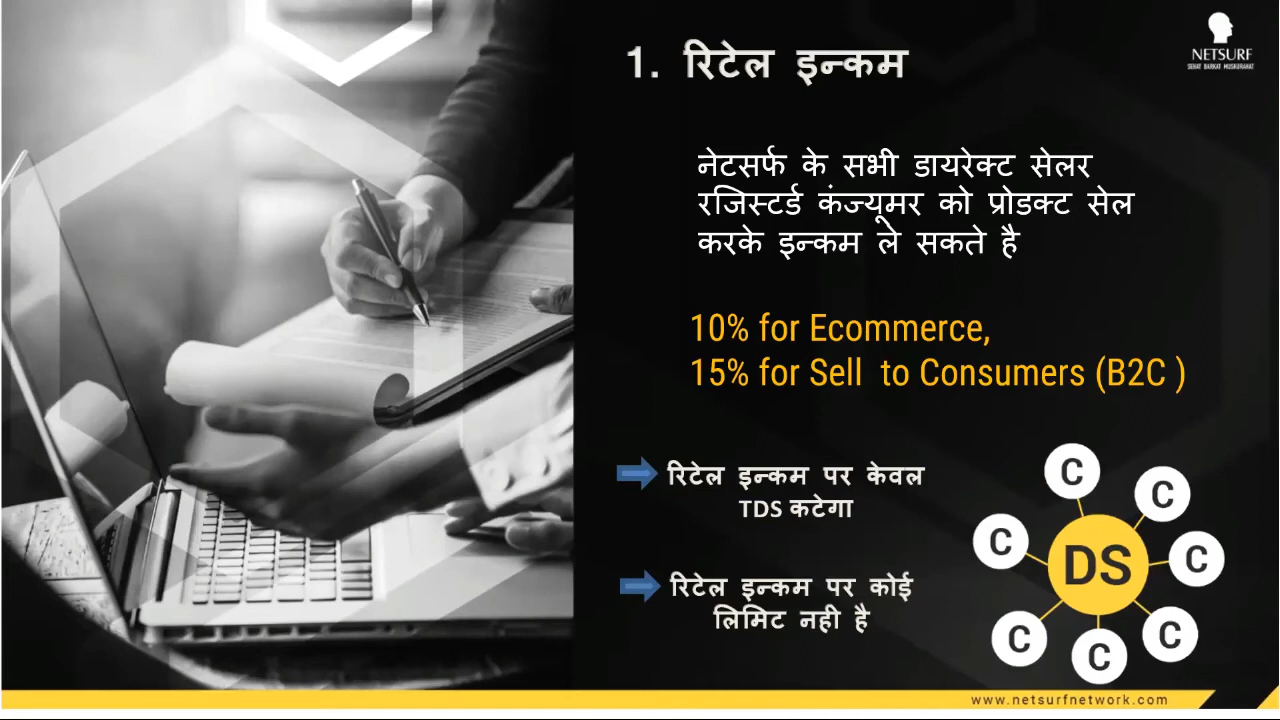 1. रिटेल इन्कम
NETSURF
SEHAT BARKAT MUSKURAHAT
नेटसर्फ के सभी डायरेक्ट सेलर
रजिस्टर्ड कंज्यूमर को प्रोडक्ट सेल
करके इन्कम ले सकते है
10% for Ecommerce,
15% for Sell to Consumers (B2C )
रिटेल इन्कम पर केवल
TDS कटेगा
रिटेल इन्कम पर कोई
लिमिट नही है
C
C
C
DS
C
C
C
C
www.netsurfnetwork.com